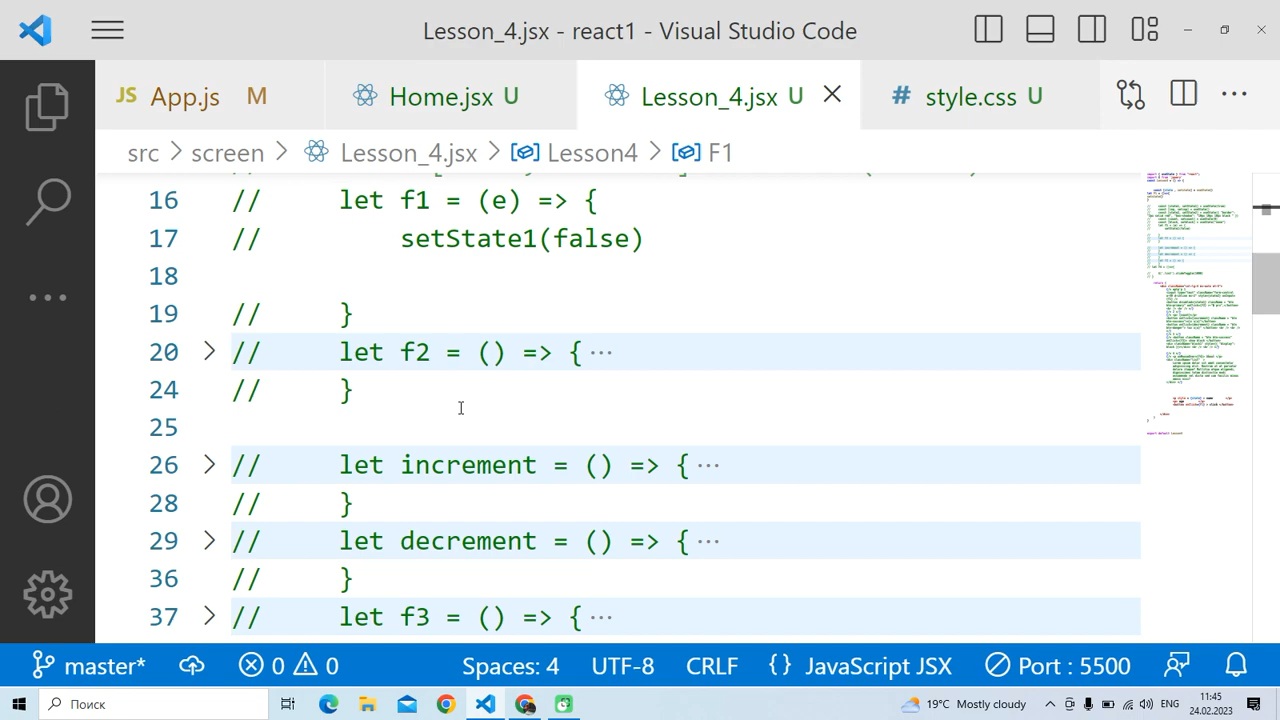 Lesson_4.jsx - react1 - Visual Studio Code
JS App.js M Home.jsx U Lesson_4.jsx U # style.css U
src > screen > Lesson_4.jsx > Lesson4 > F1
16 // let f1 = (e) => {
17 // setState1(false)
18
19 // }
20 // let f2 = () => { ...
24 // }
25
26 // let increment = () => { ...
28 // }
29 // let decrement = () => { ...
36 // }
37 // let f3 = () => { ...
master* 0 0 Spaces: 4 UTF-8 CRLF {} JavaScript JSX Port : 5500
Поиск 19°C Mostly cloudy ENG 11:45
24.02.2023